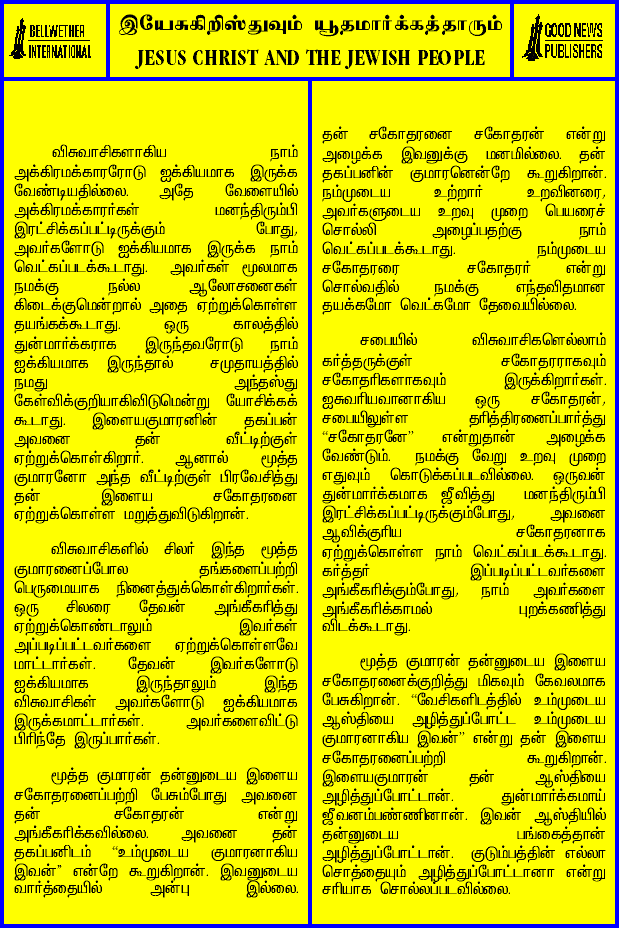 BELLWETHER
INTERNATIONAL
இயேசுகிறிஸ்துவும் யூதமார்க்கத்தாரும்
JESUS CHRIST AND THE JEWISH PEOPLE
GOOD NEWS
PUBLISHERS
விசுவாசிகளாகிய நாம்
அக்கிரமக்காரரோடு ஐக்கியமாக இருக்க
வேண்டியதில்லை. அதே வேளையில்
அக்கிரமக்காரர்கள் மனந்திரும்பி
இரட்சிக்கப்பட்டிருக்கும் போது,
அவர்களோடு ஐக்கியமாக இருக்க நாம்
வெட்கப்படக்கூடாது. அவர்கள் மூலமாக
நமக்கு நல்ல ஆலோசனைகள்
கிடைக்குமென்றால் அதை ஏற்றுக்கொள்ள
தயங்கக்கூடாது. ஒரு காலத்தில்
துன்மார்க்கராக இருந்தவரோடு நாம்
ஐக்கியமாக இருந்தால் சமுதாயத்தில்
நமது அந்தஸ்து
கேள்விக்குறியாகிவிடுமென்று யோசிக்கக்
கூடாது. இளையகுமாரனின் தகப்பன்
அவனை தன் வீட்டிற்குள்
ஏற்றுக்கொள்கிறார். ஆனால் மூத்த
குமாரனோ அந்த வீட்டிற்குள் பிரவேசித்து
தன் இளைய சகோதரனை
ஏற்றுக்கொள்ள மறுத்துவிடுகிறான்.
விசுவாசிகளில் சிலர் இந்த மூத்த
குமாரனைப்போல தங்களைப்பற்றி
பெருமையாக நினைத்துக்கொள்கிறார்கள்.
ஒரு சிலரை தேவன் அங்கீகரித்து
ஏற்றுக்கொண்டாலும் இவர்கள்
அப்படிப்பட்டவர்களை ஏற்றுக்கொள்ளவே
மாட்டார்கள். தேவன் இவர்களோடு
ஐக்கியமாக இருந்தாலும் இந்த
விசுவாசிகள் அவர்களோடு ஐக்கியமாக
இருக்கமாட்டார்கள். அவர்களைவிட்டு
பிரிந்தே இருப்பார்கள்.
மூத்த குமாரன் தன்னுடைய இளைய
சகோதரனைப்பற்றி பேசும்போது அவனை
தன் சகோதரன் என்று
அங்கீகரிக்கவில்லை. அவனை தன்
தகப்பனிடம் “உம்முடைய குமாரனாகிய
இவன்” என்றே கூறுகிறான். இவனுடைய
வார்த்தையில் அன்பு இல்லை.
தன் சகோதரனை சகோதரன் என்று
அழைக்க இவனுக்கு மனமில்லை. தன்
தகப்பனின் குமாரனென்றே கூறுகிறான்.
நம்முடைய உற்றார் உறவினரை,
அவர்களுடைய உறவு முறை பெயரைச்
சொல்லி அழைப்பதற்கு நாம்
வெட்கப்படக்கூடாது. நம்முடைய
சகோதரரை சகோதரர் என்று
சொல்வதில் நமக்கு எந்தவிதமான
தயக்கமோ வெட்கமோ தேவையில்லை.
சபையில் விசுவாசிகளெல்லாம்
கர்த்தருக்குள் சகோதரராகவும்
சகோதரிகளாகவும் இருக்கிறார்கள்.
ஐசுவரியவானாகிய ஒரு சகோதரன்,
சபையிலுள்ள தரித்திரனைப்பார்த்து
“சகோதரனே” என்றுதான் அழைக்க
வேண்டும். நமக்கு வேறு உறவு முறை
எதுவும் கொடுக்கப்படவில்லை. ஒருவன்
துன்மார்க்கமாக ஜீவித்து மனந்திரும்பி
இரட்சிக்கப்பட்டிருக்கும்போது, அவனை
ஆவிக்குரிய சகோதரனாக
ஏற்றுக்கொள்ள நாம் வெட்கப்படக்கூடாது.
கர்த்தர் இப்படிப்பட்டவர்களை
அங்கீகரிக்கும்போது, நாம் அவர்களை
அங்கீகரிக்காமல் புறக்கணித்து
விடக்கூடாது.
மூத்த குமாரன் தன்னுடைய இளைய
சகோதரனைக்குறித்து மிகவும் கேவலமாக
பேசுகிறான். “வேசிகளிடத்தில் உம்முடைய
ஆஸ்தியை அழித்துப்போட்ட உம்முடைய
குமாரனாகிய இவன்” என்று தன் இளைய
சகோதரனைப்பற்றி கூறுகிறான்.
இளையகுமாரன் தன் ஆஸ்தியை
அழித்துப்போட்டான். துன்மார்க்கமாய்
ஜீவனம்பண்ணினான். இவன் ஆஸ்தியில்
தன்னுடைய பங்கைத்தான்
அழித்துப்போட்டான். குடும்பத்தின் எல்லா
சொத்தையும் அழித்துப்போட்டானா என்று
சரியாக சொல்லப்படவில்லை.